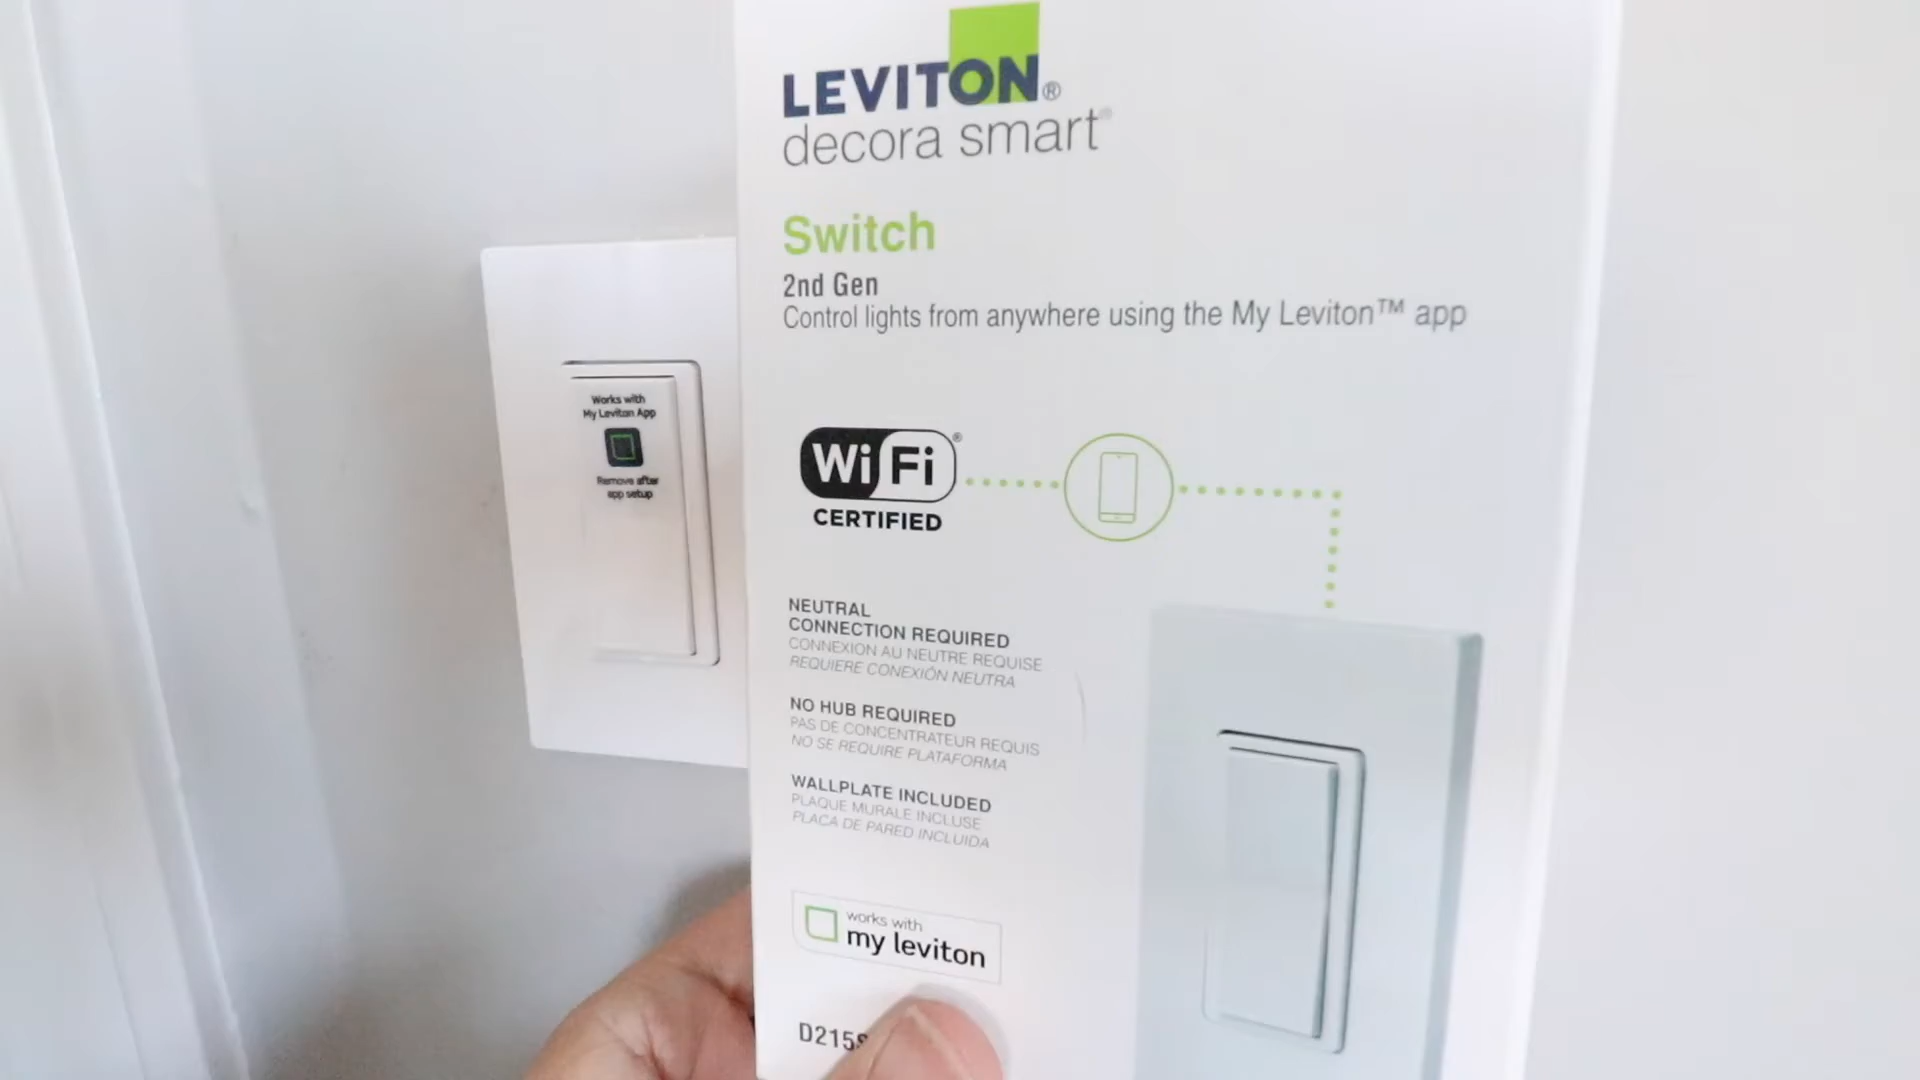 LEVITON®
decora smart®
Switch
2nd Gen
Control lights from anywhere using the My Leviton™ app
Works with
My Leviton App
Remove after
app setup
Wi Fi®
CERTIFIED
NEUTRAL
CONNECTION REQUIRED
CONNEXION AU NEUTRE REQUISE
REQUIERE CONEXIÓN NEUTRA
NO HUB REQUIRED
PAS DE CONCENTRATEUR REQUIS
NO SE REQUIRE PLATAFORMA
WALLPLATE INCLUDED
PLAQUE MURALE INCLUSE
PLACA DE PARED INCLUIDA
works with
my leviton
D215S